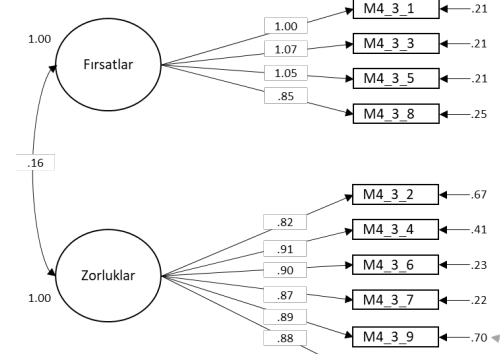 1.00
Fırsatlar
1.00
1.07
1.05
.85
M4_3_1
.21
M4_3_3
.21
M4_3_5
.21
M4_3_8
.25
.16
Zorluklar
1.00
.82
.91
.90
.87
.89
.88
M4_3_2
.67
M4_3_4
.41
M4_3_6
.23
M4_3_7
.22
M4_3_9
.70